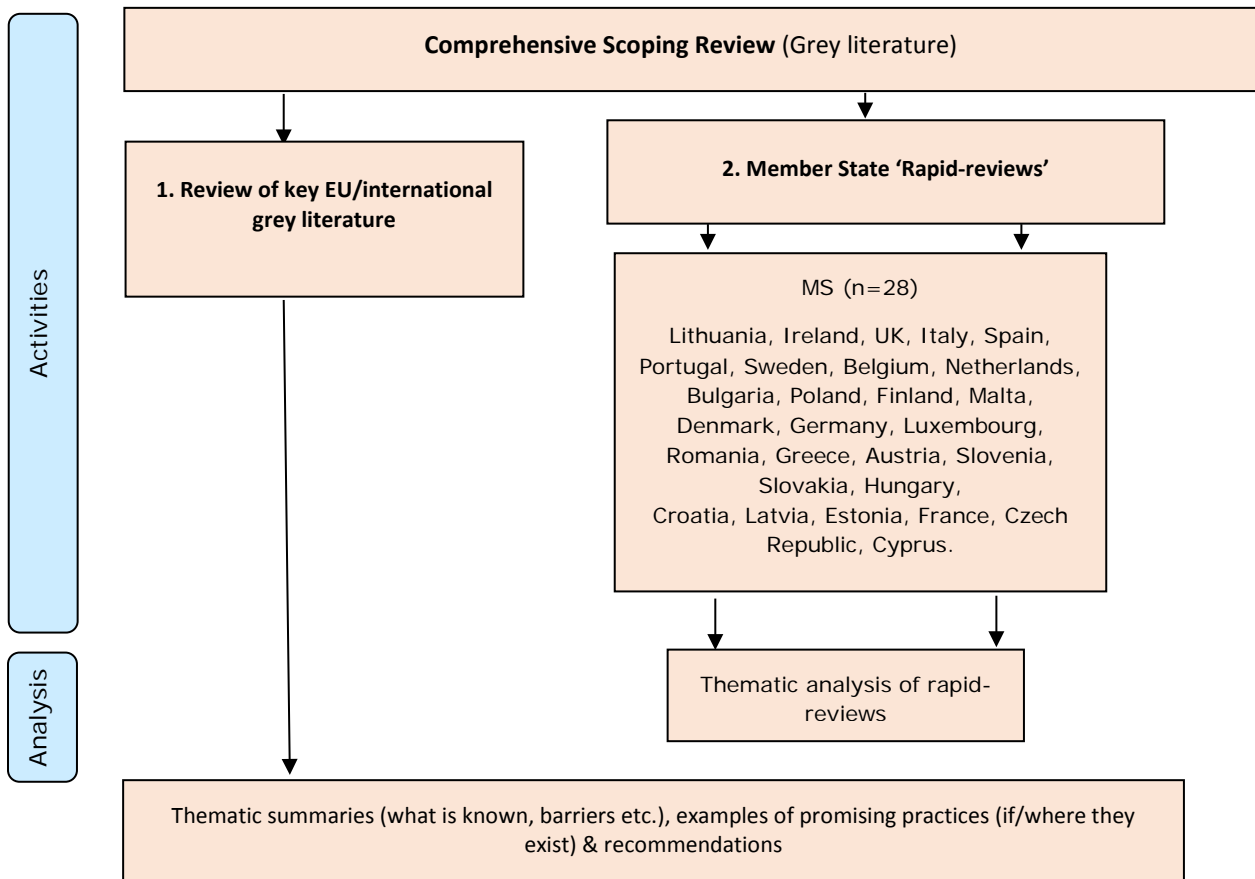 Comprehensive Scoping Review (Grey literature)
Activities
1. Review of key EU/international
grey literature
2. Member State ‘Rapid-reviews’
MS (n=28)
Lithuania, Ireland, UK, Italy, Spain,
Portugal, Sweden, Belgium, Netherlands,
Bulgaria, Poland, Finland, Malta,
Denmark, Germany, Luxembourg,
Romania, Greece, Austria, Slovenia,
Slovakia, Hungary,
Croatia, Latvia, Estonia, France, Czech
Republic, Cyprus.
Analysis
Thematic analysis of rapid-
reviews
Thematic summaries (what is known, barriers etc.), examples of promising practices (if/where they
exist) & recommendations